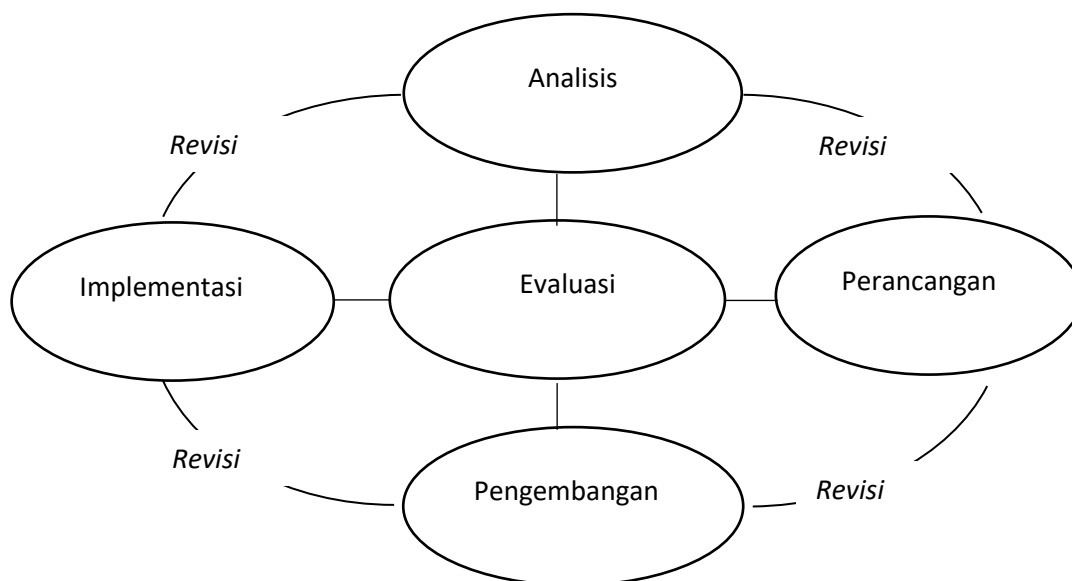 Analisis
Revisi
Revisi
Implementasi
Evaluasi
Perancangan
Revisi
Pengembangan
Revisi